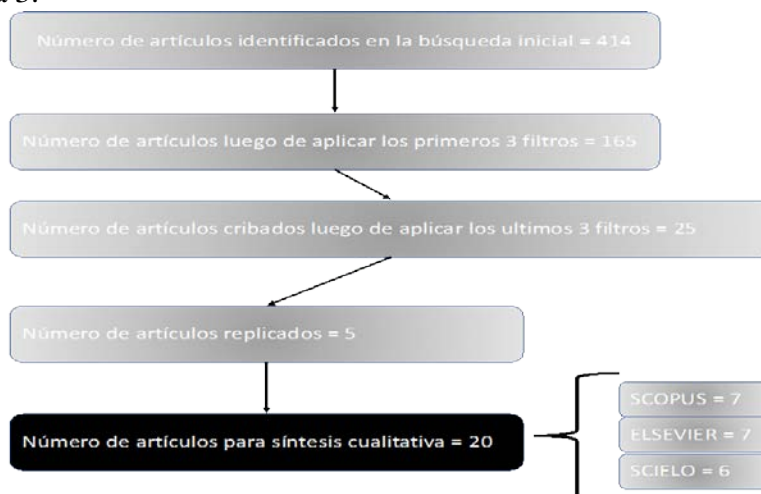 Número de artículos identificados en la búsqueda inicial = 414
Número de artículos luego de aplicar los primeros 3 filtros = 165
Número de artículos cribados luego de aplicar los ultimos 3 filtros = 25
Número de artículos replicados = 5
Número de artículos para síntesis cualitativa = 20
SCOPUS = 7
ELSEVIER = 7
SCIELO = 6